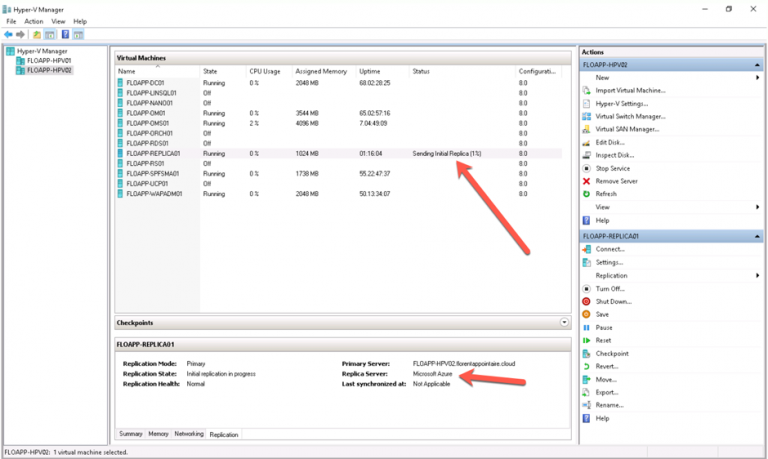 Hyper-V Manager
File Action View Help
Hyper-V Manager
FLOAPP-HPV01
FLOAPP-HPV02
Virtual Machines
Name State CPU Usage Assigned Memory Uptime Status Configurati...
FLOAPP-DC01 Running 0 % 2048 MB 68.02:28:25 8.0
FLOAPP-LINSQL01 Off 8.0
FLOAPP-NANO01 Off 8.0
FLOAPP-OM01 Running 0 % 3544 MB 65.02:57:16 8.0
FLOAPP-OMS01 Running 2 % 4096 MB 7.04:49:09 8.0
FLOAPP-ORCH01 Off 8.0
FLOAPP-RDS01 Off 8.0
FLOAPP-REPLICA01 Running 0 % 1024 MB 01:16:04 Sending Initial Replica (1%) 8.0
FLOAPP-RS01 Off 8.0
FLOAPP-SPFSMA01 Running 0 % 1738 MB 55.22:47:37 8.0
FLOAPP-UCP01 Off 8.0
FLOAPP-WAPADM01 Running 0 % 2048 MB 50.13:34:07 8.0
Checkpoints
FLOAPP-REPLICA01
Replication Mode: Primary Primary Server: FLOAPP-HPV02.florentappointaire.cloud
Replication State: Initial replication in progress Replica Server: Microsoft Azure
Replication Health: Normal Last synchronized at: Not Applicable
Summary Memory Networking Replication
Actions
FLOAPP-HPV02
New
Import Virtual Machine...
Hyper-V Settings...
Virtual Switch Manager...
Virtual SAN Manager...
Edit Disk...
Inspect Disk...
Stop Service
Remove Server
Refresh
View
Help
FLOAPP-REPLICA01
Connect...
Settings...
Replication
Turn Off...
Shut Down...
Save
Pause
Reset
Checkpoint
Revert...
Move...
Export...
Rename...
Help
FLOAPP-HPV02: 1 virtual machine selected.